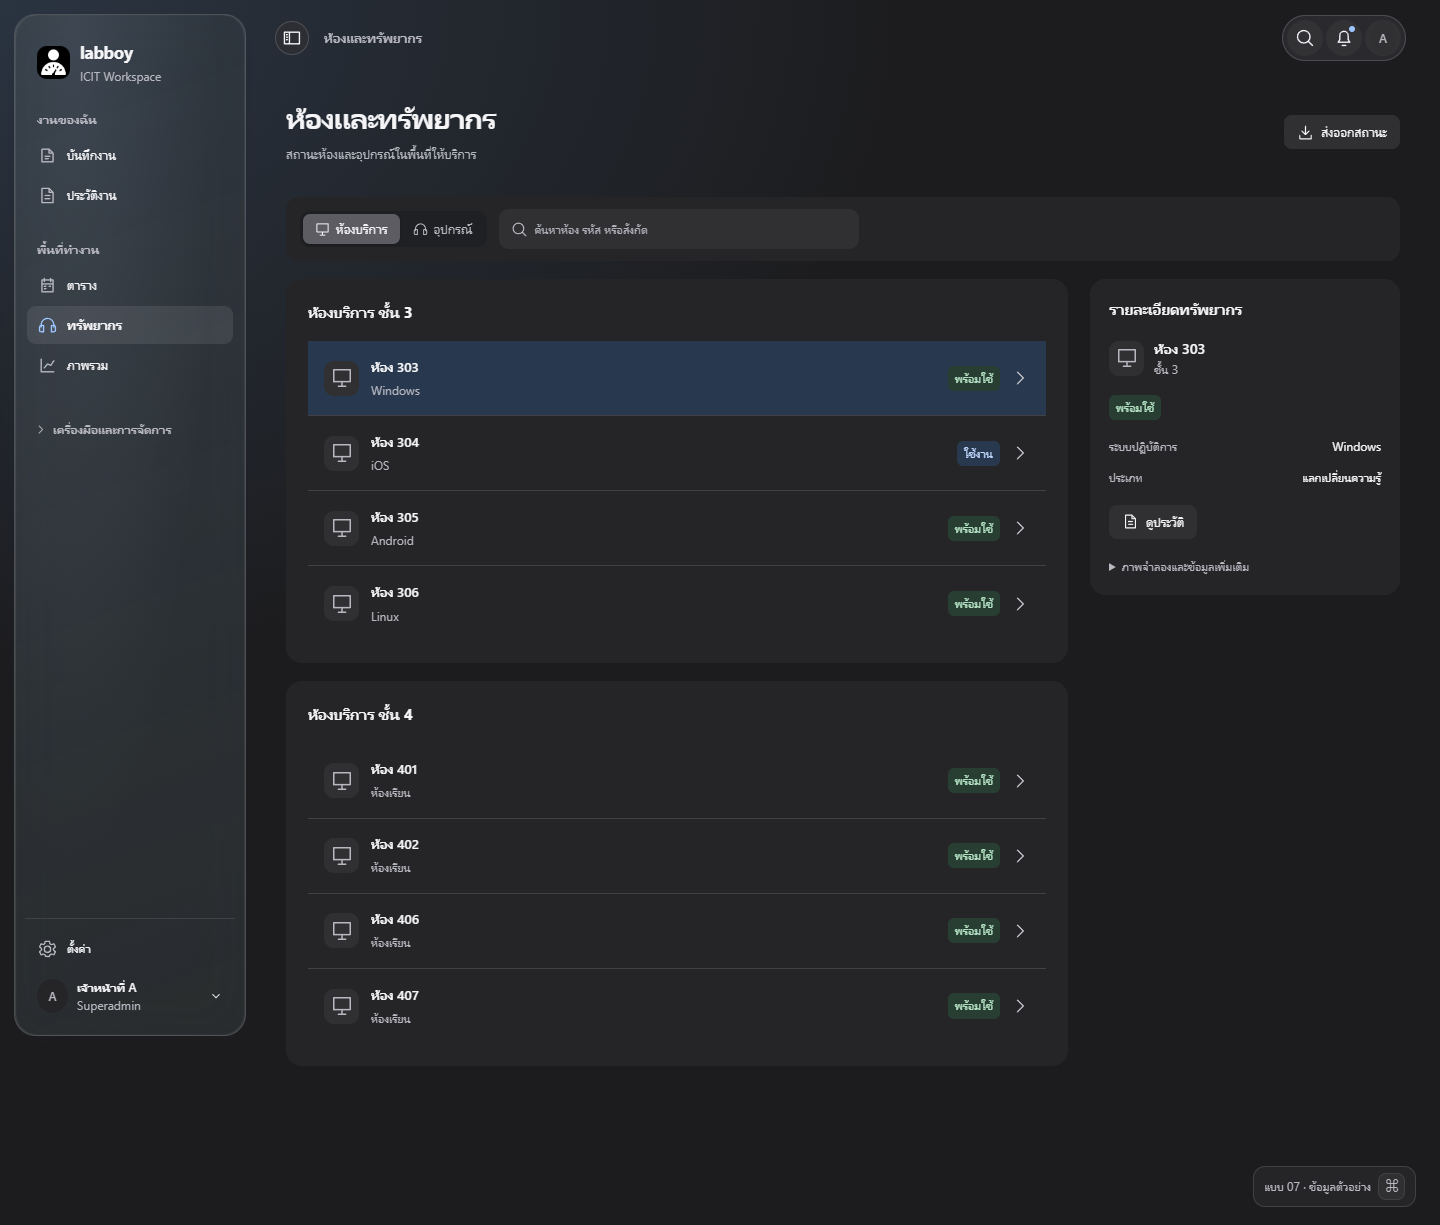 labboy
ICIT Workspace
งานของฉัน
บันทึกงาน
ประวัติงาน
พื้นที่ทำงาน
ตาราง
ทรัพยากร
ภาพรวม
เครื่องมือและการจัดการ
ตั้งค่า
A
เจ้าหน้าที่ A
Superadmin
ห้องและทรัพยากร
A
ห้องและทรัพยากร
สถานะห้องและอุปกรณ์ในพื้นที่ให้บริการ
ส่งออกสถานะ
ห้องบริการ
อุปกรณ์
ค้นหาห้อง รหัส หรือสังกัด
ห้องบริการ ชั้น 3
ห้อง 303
Windows
พร้อมใช้
ห้อง 304
iOS
ใช้งาน
ห้อง 305
Android
พร้อมใช้
ห้อง 306
Linux
พร้อมใช้
ห้องบริการ ชั้น 4
ห้อง 401
ห้องเรียน
พร้อมใช้
ห้อง 402
ห้องเรียน
พร้อมใช้
ห้อง 406
ห้องเรียน
พร้อมใช้
ห้อง 407
ห้องเรียน
พร้อมใช้
รายละเอียดทรัพยากร
ห้อง 303
ชั้น 3
พร้อมใช้
ระบบปฏิบัติการ Windows
ประเภท แลกเปลี่ยนความรู้
ดูประวัติ
ภาพจำลองและข้อมูลเพิ่มเติม
แบบ 07 · ข้อมูลตัวอย่าง ⌘